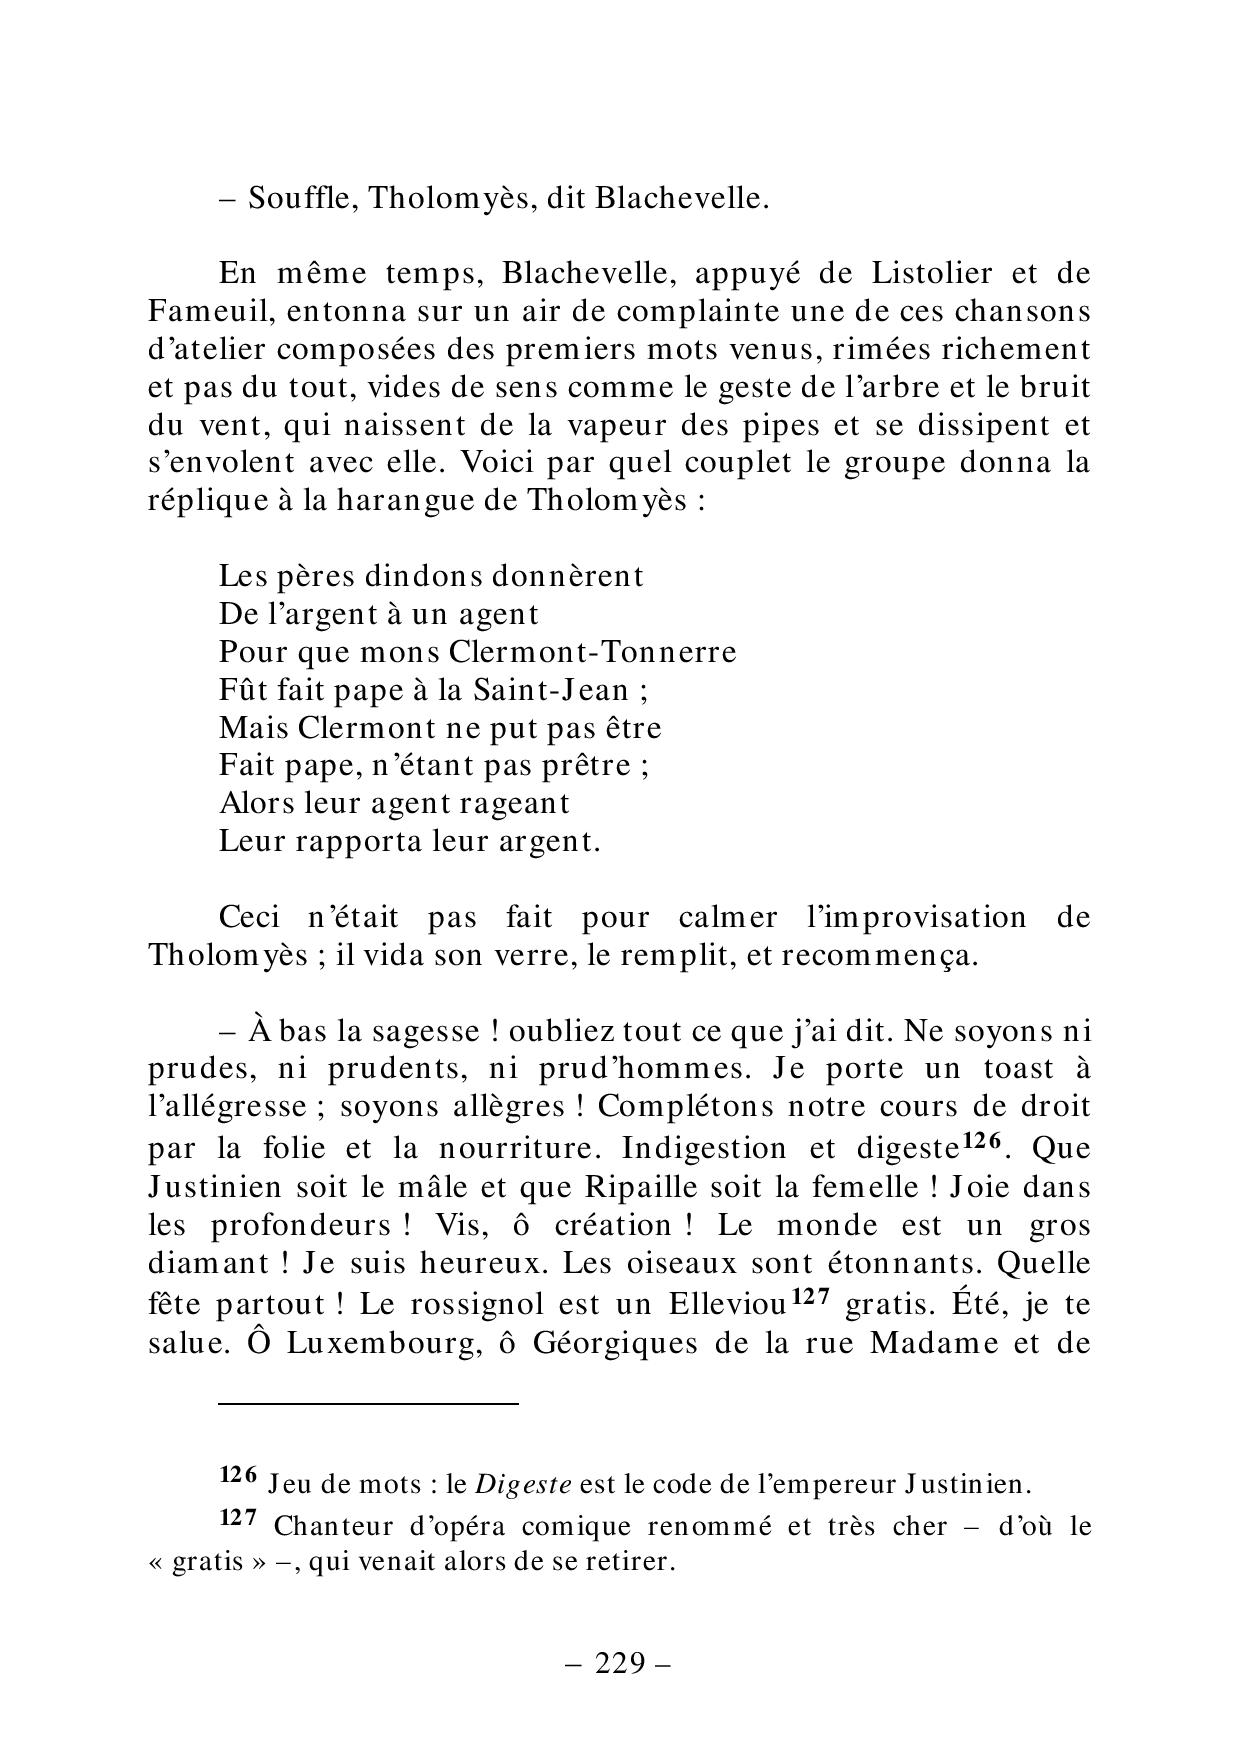 – Souffle, Tholomyès, dit Blachevelle.
En même temps, Blachevelle, appuyé de Listolier et de
Fameuil, entonna sur un air de complainte une de ces chansons
d’atelier composées des premiers mots venus, rimées richement
et pas du tout, vides de sens comme le geste de l’arbre et le bruit
du vent, qui naissent de la vapeur des pipes et se dissipent et
s’envolent avec elle. Voici par quel couplet le groupe donna la
réplique à la harangue de Tholomyès :
Les pères dindons donnèrent
De l’argent à un agent
Pour que mons Clermont-Tonnerre
Fût fait pape à la Saint-Jean ;
Mais Clermont ne put pas être
Fait pape, n’étant pas prêtre ;
Alors leur agent rageant
Leur rapporta leur argent.
Ceci n’était pas fait pour calmer l’improvisation de
Tholomyès ; il vida son verre, le remplit, et recommença.
– À bas la sagesse ! oubliez tout ce que j’ai dit. Ne soyons ni
prudes, ni prudents, ni prud’hommes. Je porte un toast à
l’allégresse ; soyons allègres ! Complétons notre cours de droit
par la folie et la nourriture. Indigestion et digeste126. Que
Justinien soit le mâle et que Ripaille soit la femelle ! Joie dans
les profondeurs ! Vis, ô création ! Le monde est un gros
diamant ! Je suis heureux. Les oiseaux sont étonnants. Quelle
fête partout ! Le rossignol est un Elleviou127 gratis. Été, je te
salue. Ô Luxembourg, ô Géorgiques de la rue Madame et de
126 Jeu de mots : le Digeste est le code de l’empereur Justinien.
127 Chanteur d’opéra comique renommé et très cher – d’où le
« gratis » –, qui venait alors de se retirer.
– 229 –